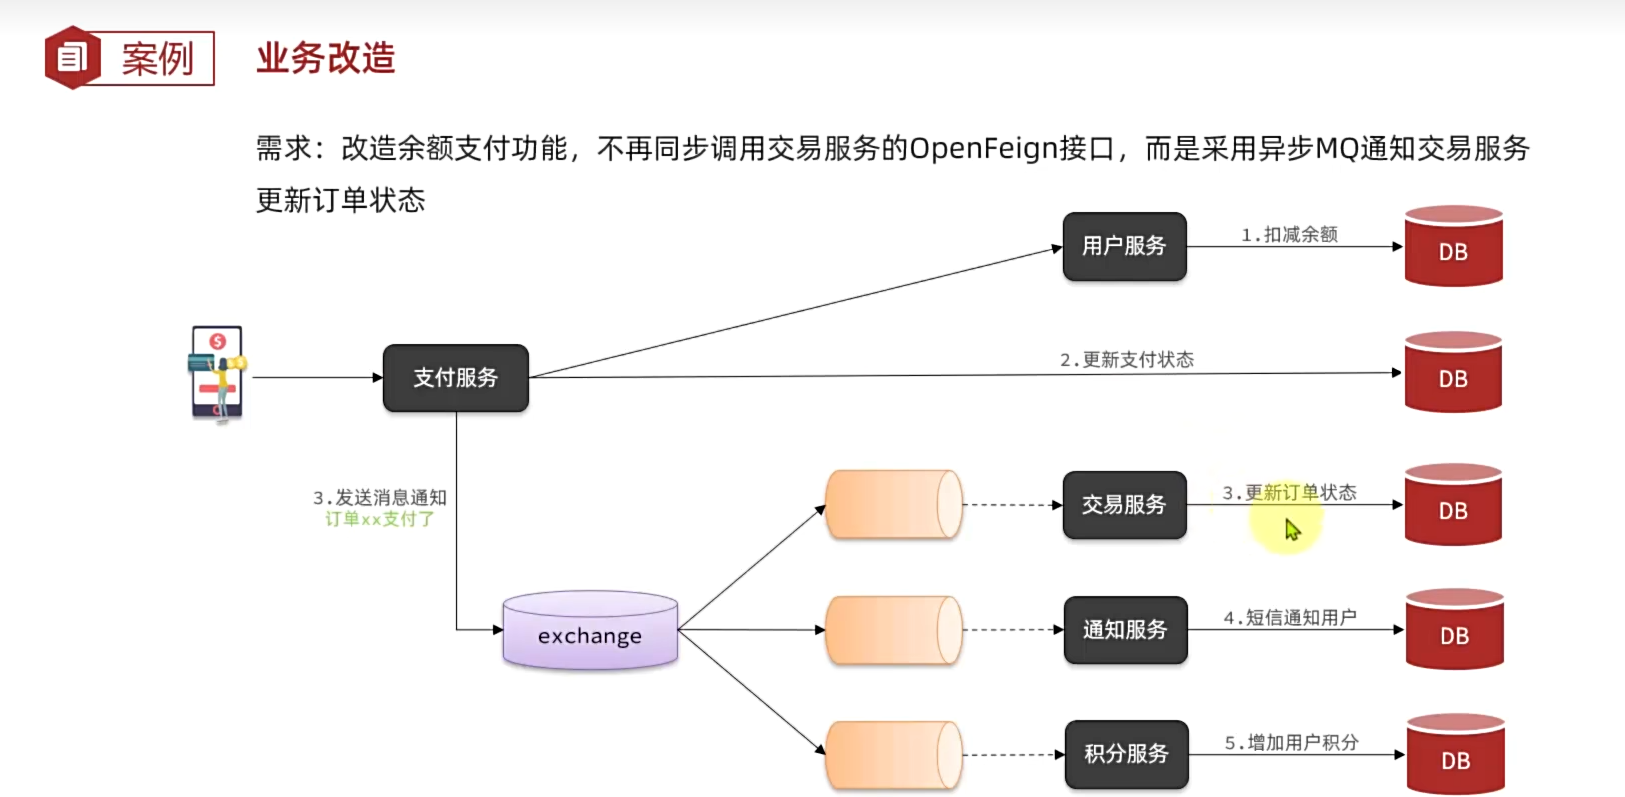 案例
业务改造
需求：改造余额支付功能，不再同步调用交易服务的OpenFeign接口，而是采用异步MQ通知交易服务
更新订单状态
用户服务
1.扣减余额
DB
$
支付服务
2.更新支付状态
DB
3.发送消息通知
订单xx支付了
交易服务
3.更新订单状态
DB
exchange
通知服务
4.短信通知用户
DB
积分服务
5.增加用户积分
DB